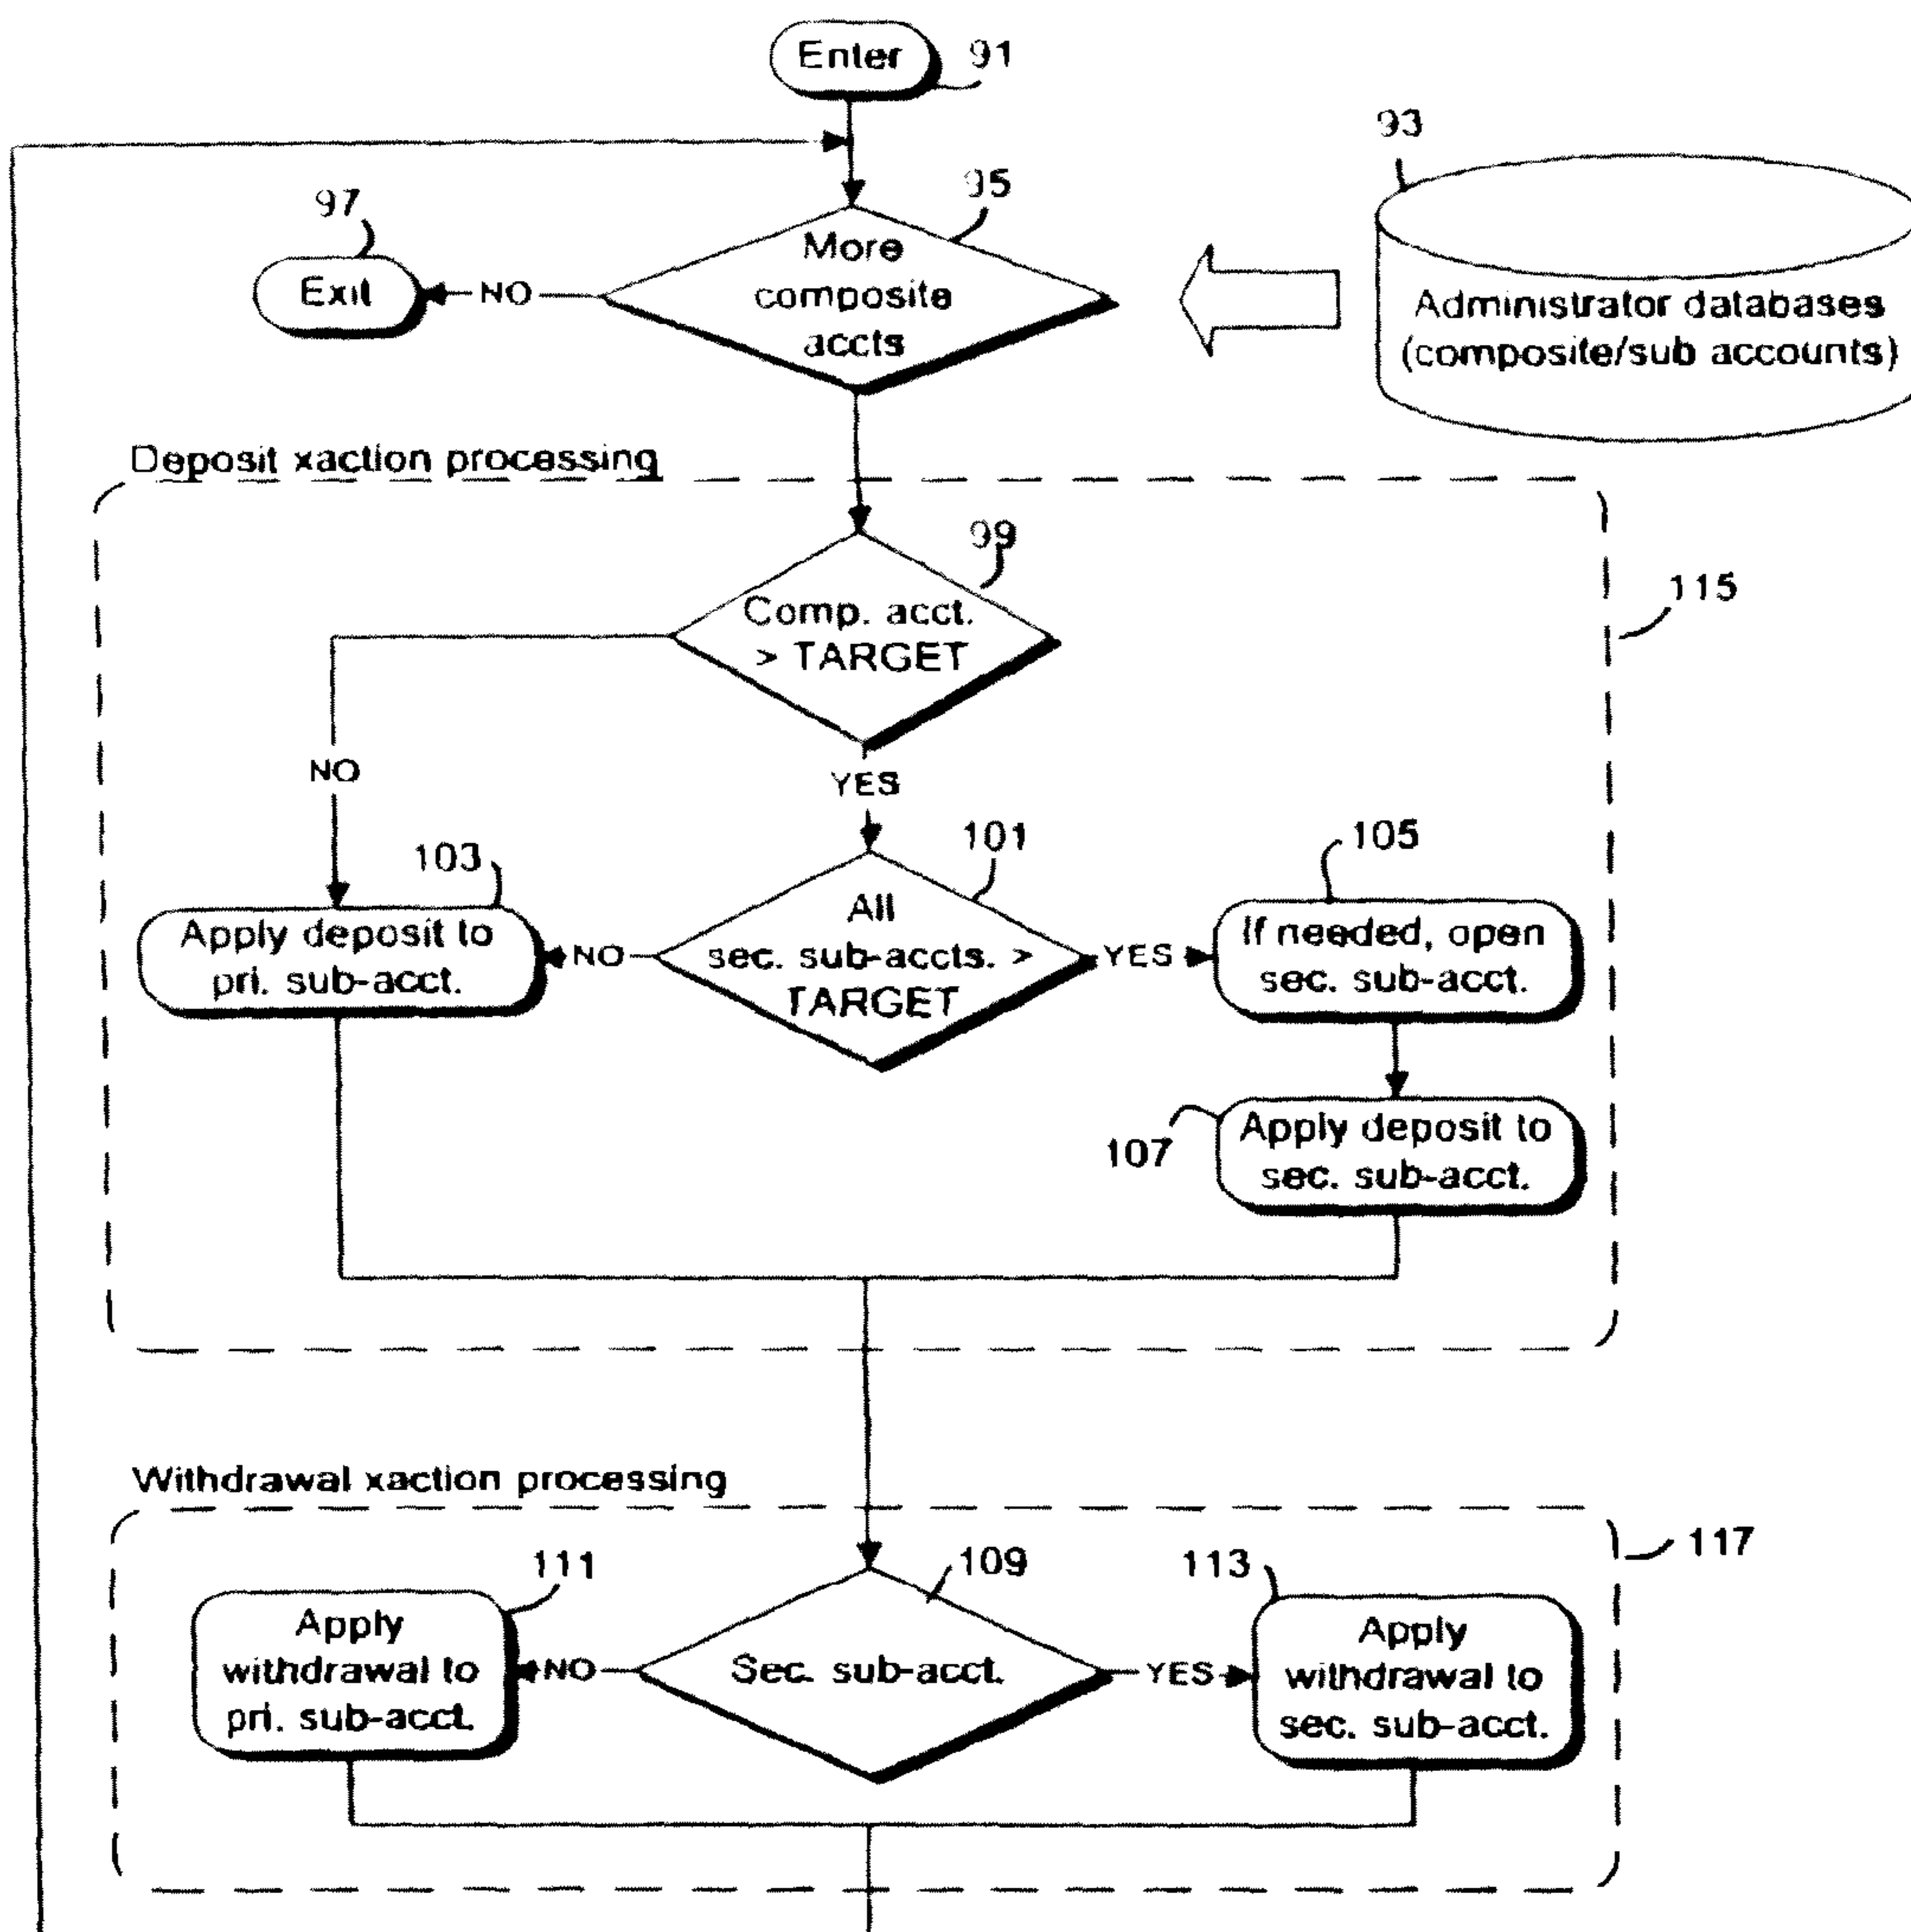 Enter
91
93
95
97
More
composite
accts
Exit
NO
Administrator databases
(composite/sub accounts)
Deposit xaction processing
99
Comp. acct.
> TARGET
115
NO
YES
101
103
105
Apply deposit to
pri. sub-acct.
NO
All
sec. sub-accts. >
TARGET
YES
If needed, open
sec. sub-acct.
107
Apply deposit to
sec. sub-acct.
Withdrawal xaction processing
117
111
109
113
Apply
withdrawal to
pri. sub-acct.
NO
Sec. sub-acct.
YES
Apply
withdrawal to
sec. sub-acct.